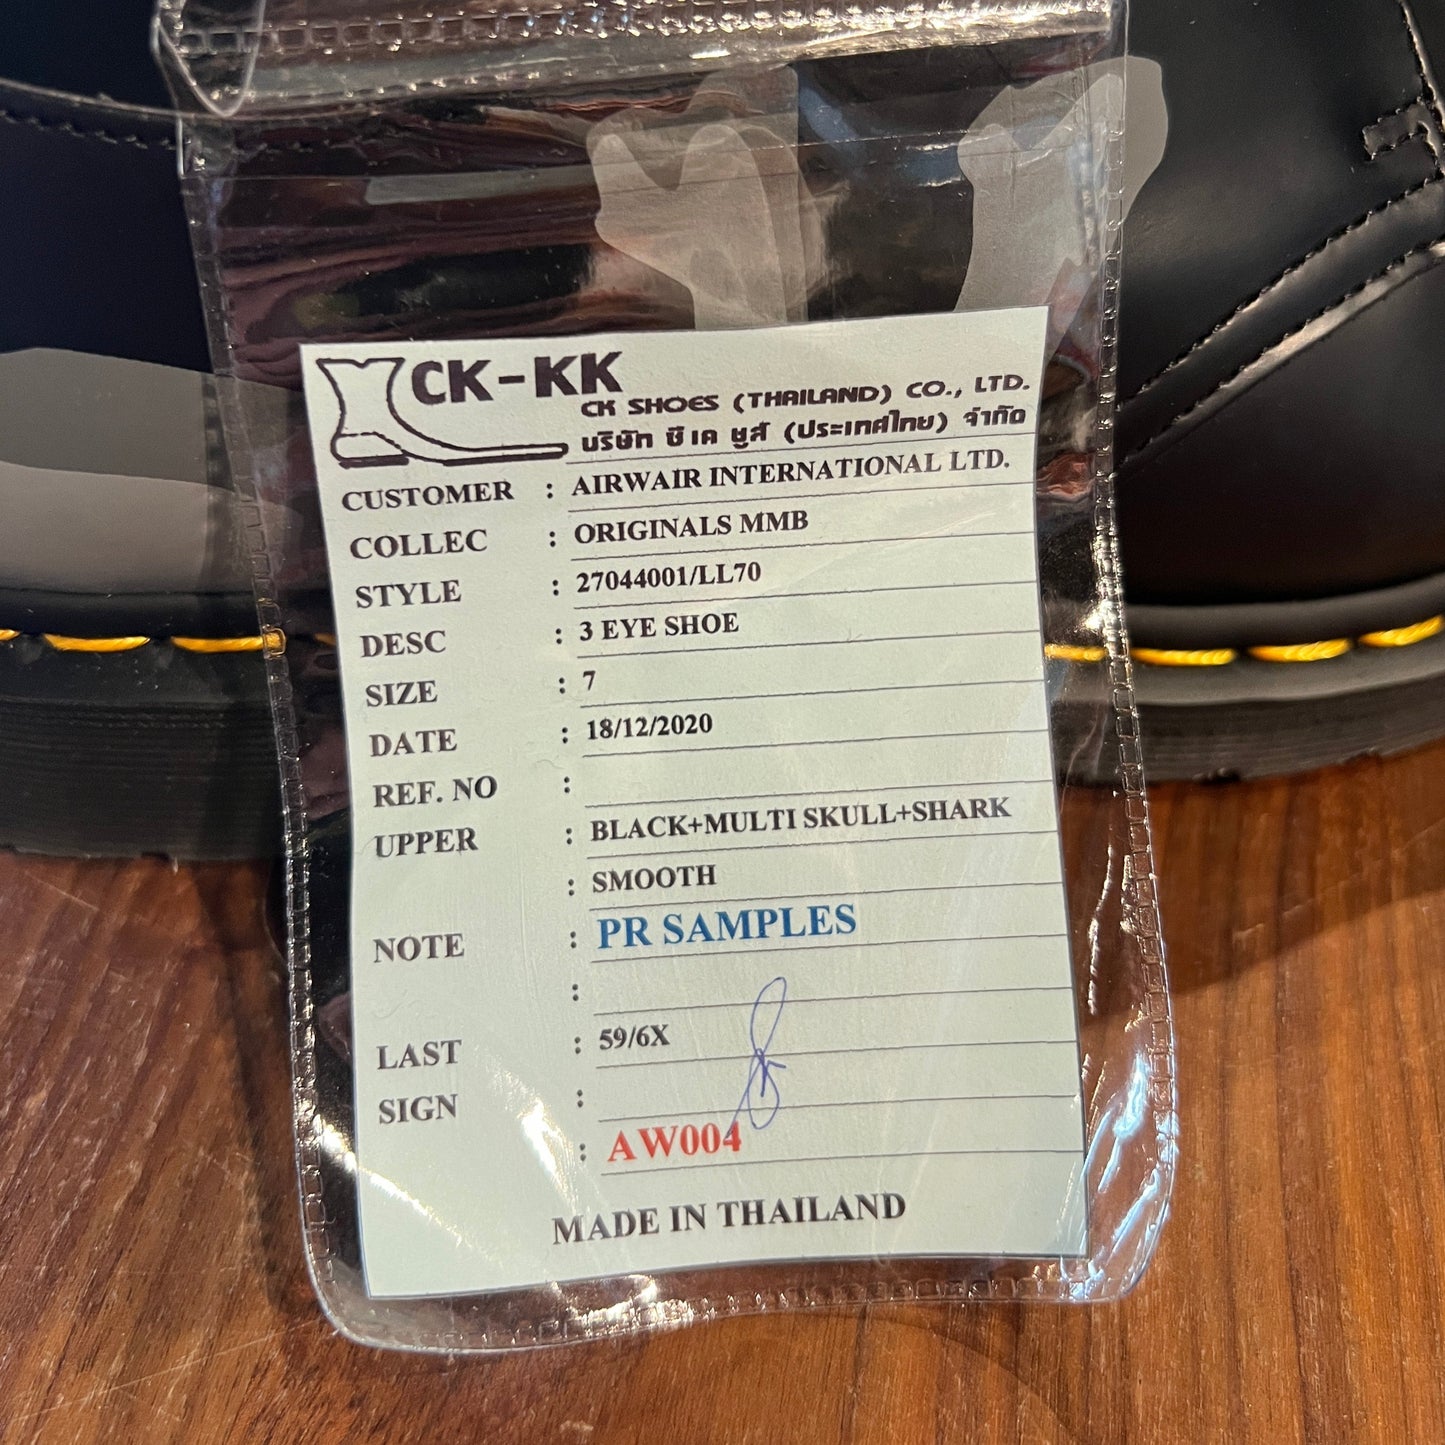 CK-KK
CK SHOES (THAILAND) CO., LTD.
บริษัท ซี เค ชูส์ (ประเทศไทย) จำกัด
CUSTOMER : AIRWAIR INTERNATIONAL LTD.
COLLEC : ORIGINALS MMB
STYLE : 27044001/LL70
DESC : 3 EYE SHOE
SIZE : 7
DATE : 18/12/2020
REF. NO :
UPPER : BLACK+MULTI SKULL+SHARK
: SMOOTH
NOTE : PR SAMPLES
:
LAST : 59/6X
SIGN :
: AW004
MADE IN THAILAND